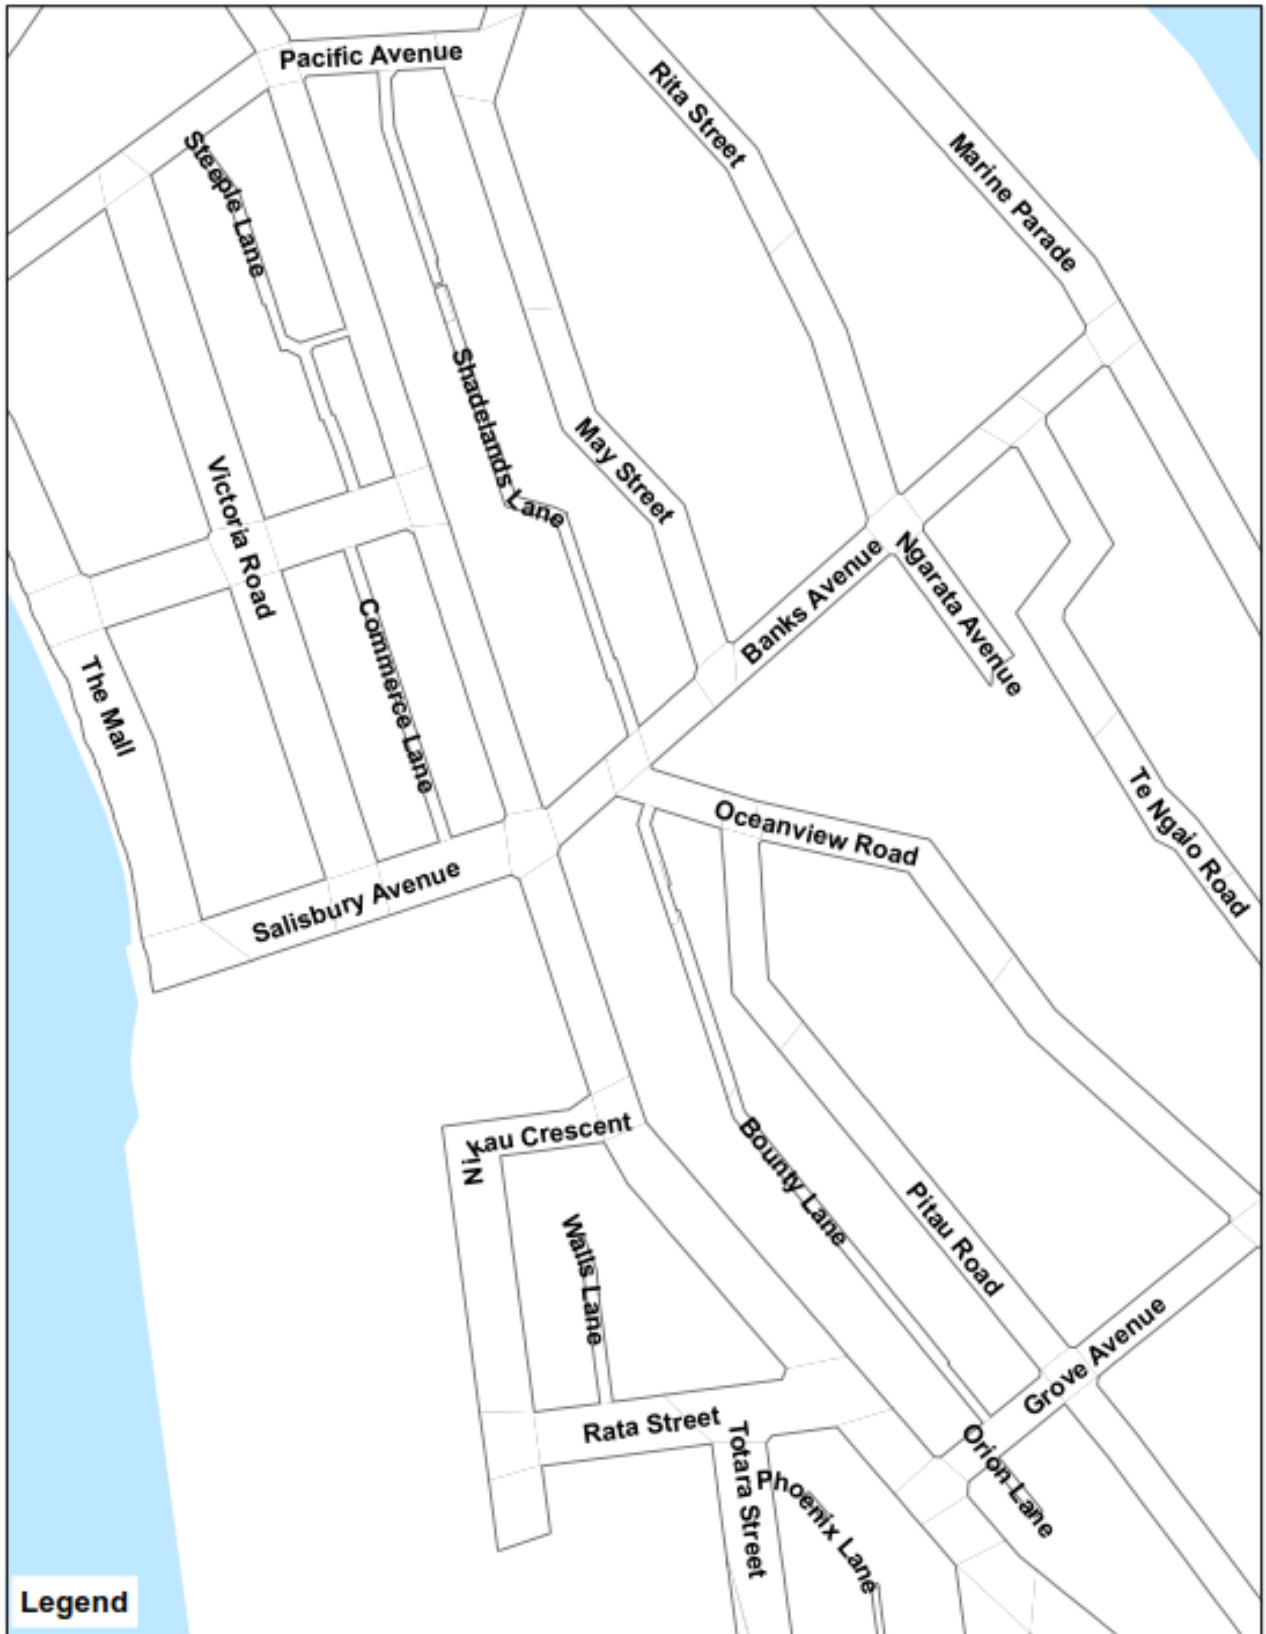 Pacific Avenue
Rita Street
Marine Parade
Steeple Lane
Shadelands Lane
May Street
Victoria Road
Banks Avenue
Ngarata Avenue
Commerce Lane
The Mall
Te Ngaio Road
Oceanview Road
Salisbury Avenue
Nikau Crescent
Bounty Lane
Pitau Road
Walls Lane
Grove Avenue
Rata Street
Totara Street
Orion Lane
Phoenix Lane
Legend